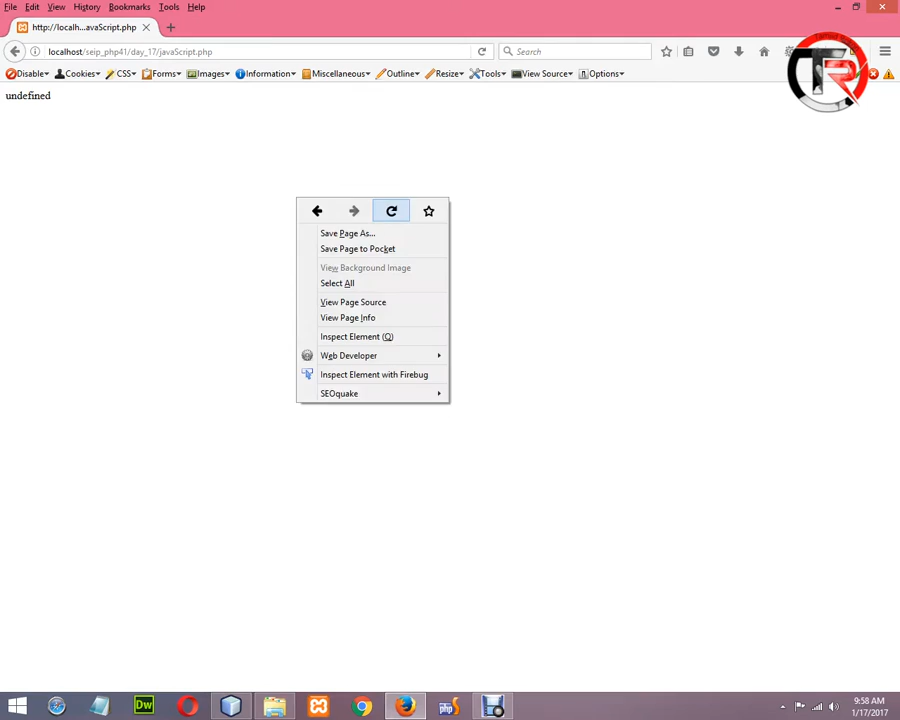 File Edit View History Bookmarks Tools Help
http://localh...avaScript.php
localhost/seip_php41/day_17/javaScript.php
Search
Disable Cookies CSS Forms Images Information Miscellaneous Outline Resize Tools View Source Options
undefined
TR
Save Page As...
Save Page to Pocket
View Background Image
Select All
View Page Source
View Page Info
Inspect Element (Q)
Web Developer
Inspect Element with Firebug
SEOquake
Dw
php
9:58 AM
1/17/2017